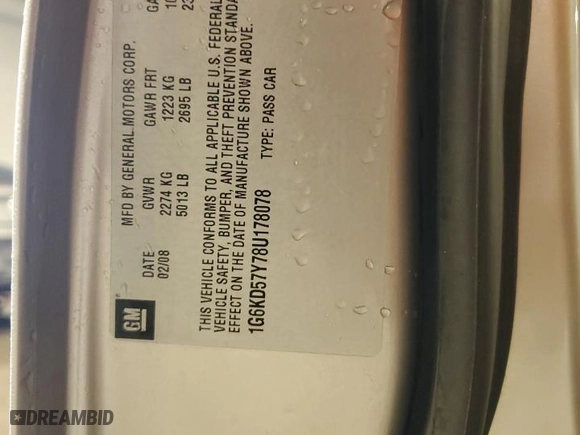 GM
MFD BY GENERAL MOTORS CORP.
DATE GVWR GAWR FRT
02/08 2274 KG 1223 KG
5013 LB 2695 LB
THIS VEHICLE CONFORMS TO ALL APPLICABLE U.S. FEDERAL
VEHICLE SAFETY, BUMPER, AND THEFT PREVENTION
EFFECT ON THE DATE OF MANUFACTURE SHOWN ABOVE.
1G6KD57Y78U178078 TYPE: PASS CAR
DREAMBID